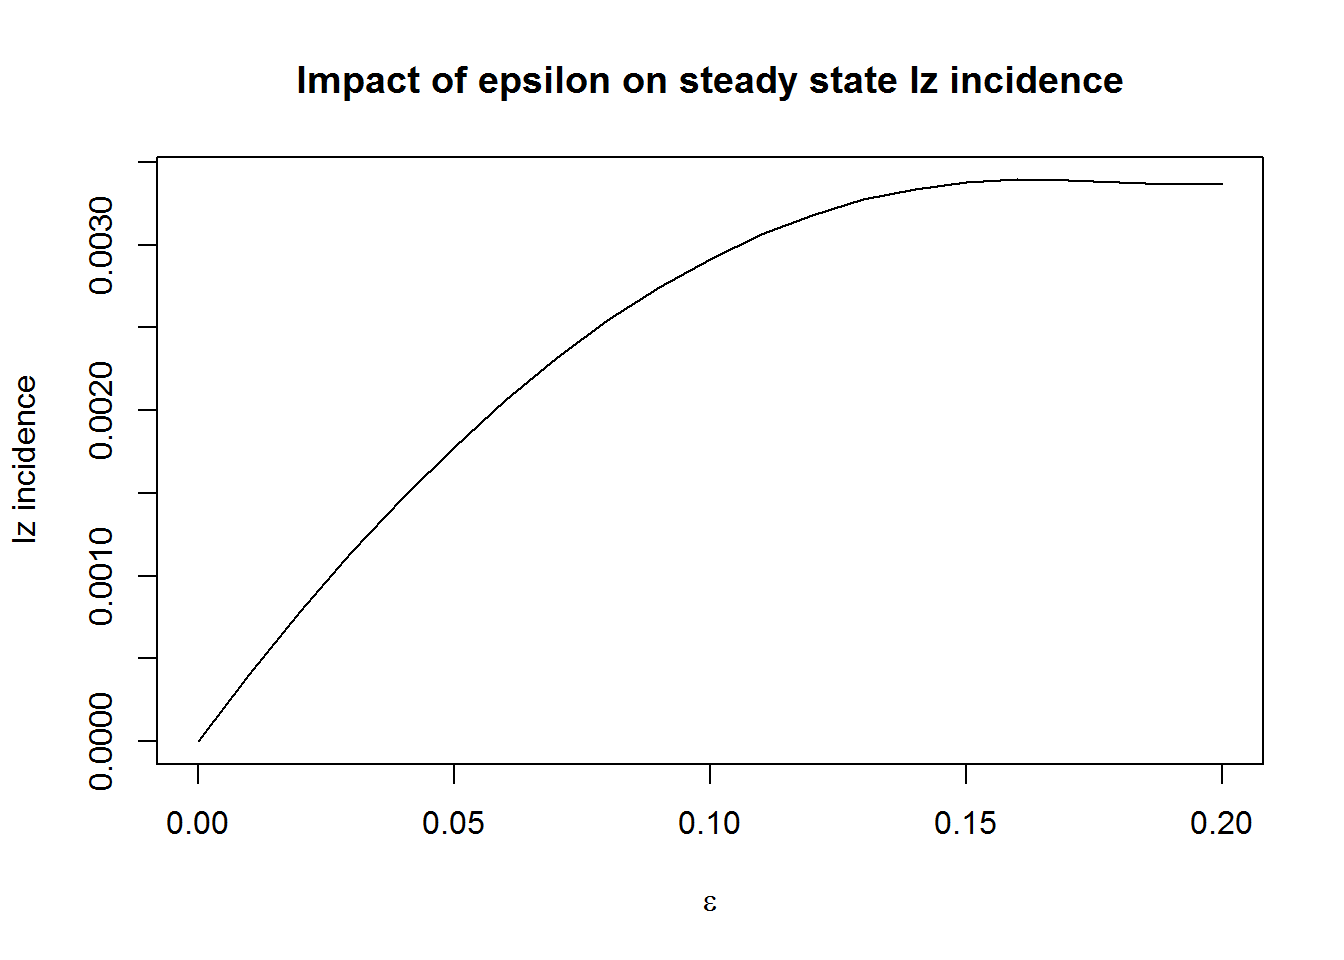 Impact of epsilon on steady state Iz incidence
Iz incidence
0.0030
0.0020
0.0010
0.0000
0.00 0.05 0.10 0.15 0.20
ε